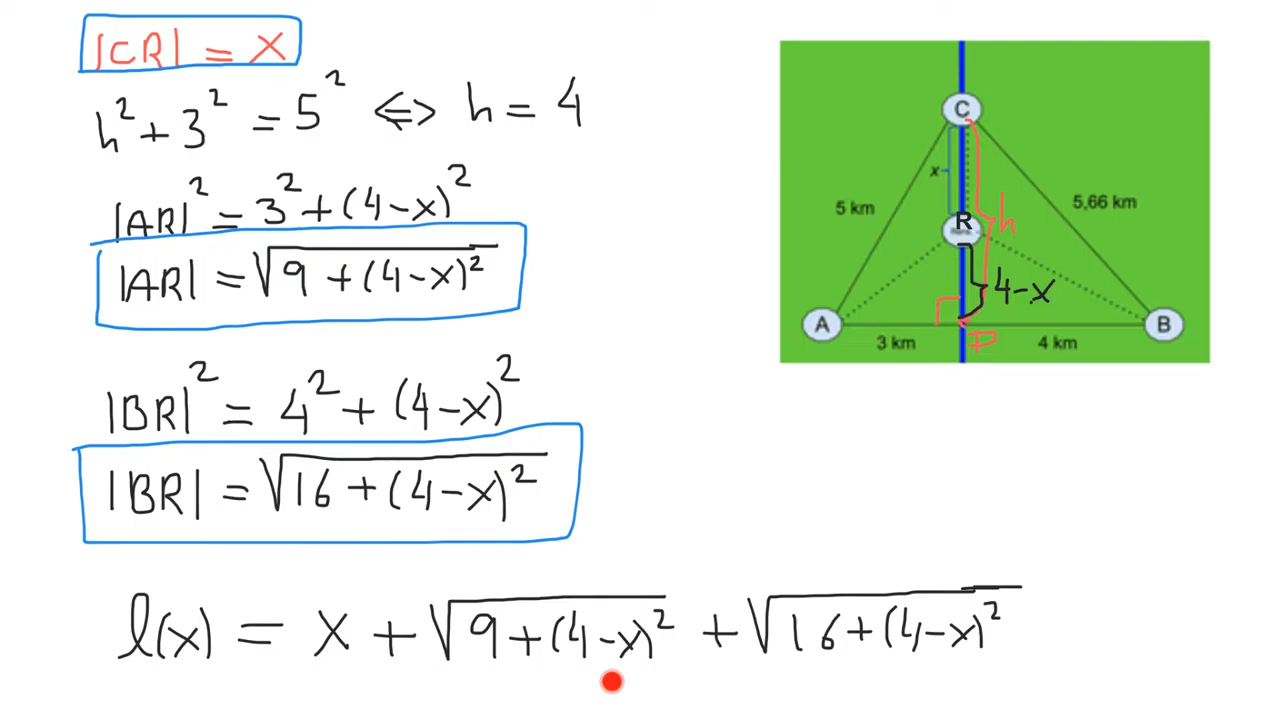 |CR| = x
h² + 3² = 5² ⇔ h = 4
|AR|² = 3² + (4-x)²
|AR| = √(9 + (4-x)²)
|BR|² = 4² + (4-x)²
|BR| = √(16 + (4-x)²)
l(x) = x + √(9+(4-x)²) + √(16+(4-x)²)
C
x
5 km
5,66 km
R
h
4-x
A
B
3 km
P
4 km